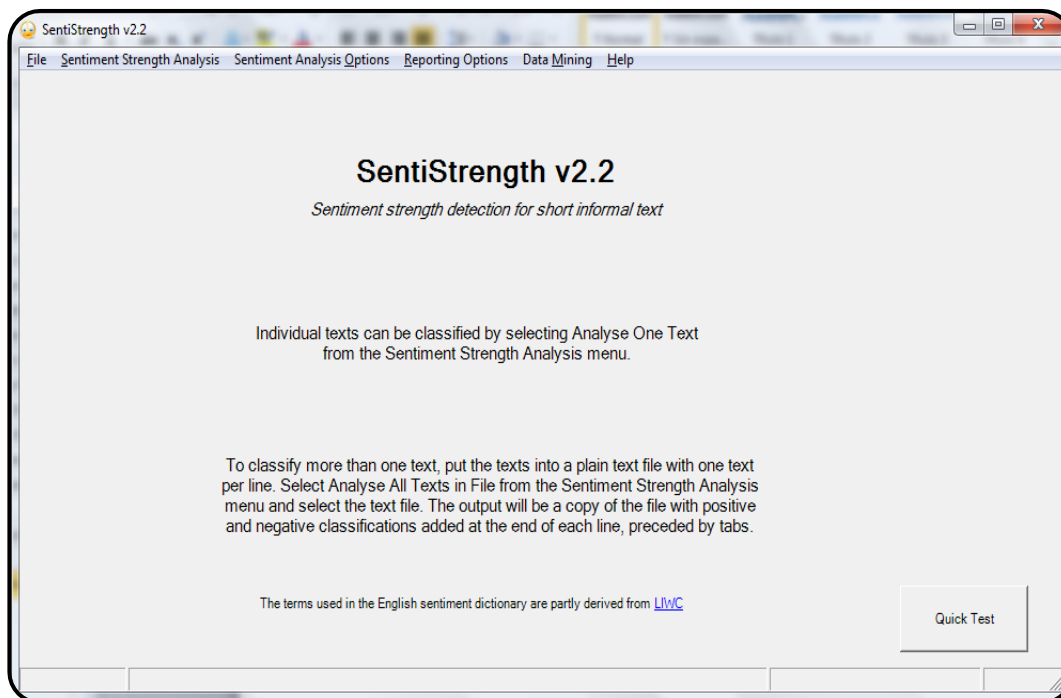 SentiStrength v2.2
File Sentiment Strength Analysis Sentiment Analysis Options Reporting Options Data Mining Help
SentiStrength v2.2
Sentiment strength detection for short informal text
Individual texts can be classified by selecting Analyse One Text
from the Sentiment Strength Analysis menu.
To classify more than one text, put the texts into a plain text file with one text
per line. Select Analyse All Texts in File from the Sentiment Strength Analysis
menu and select the text file. The output will be a copy of the file with positive
and negative classifications added at the end of each line, preceded by tabs.
The terms used in the English sentiment dictionary are partly derived from LIWC
Quick Test